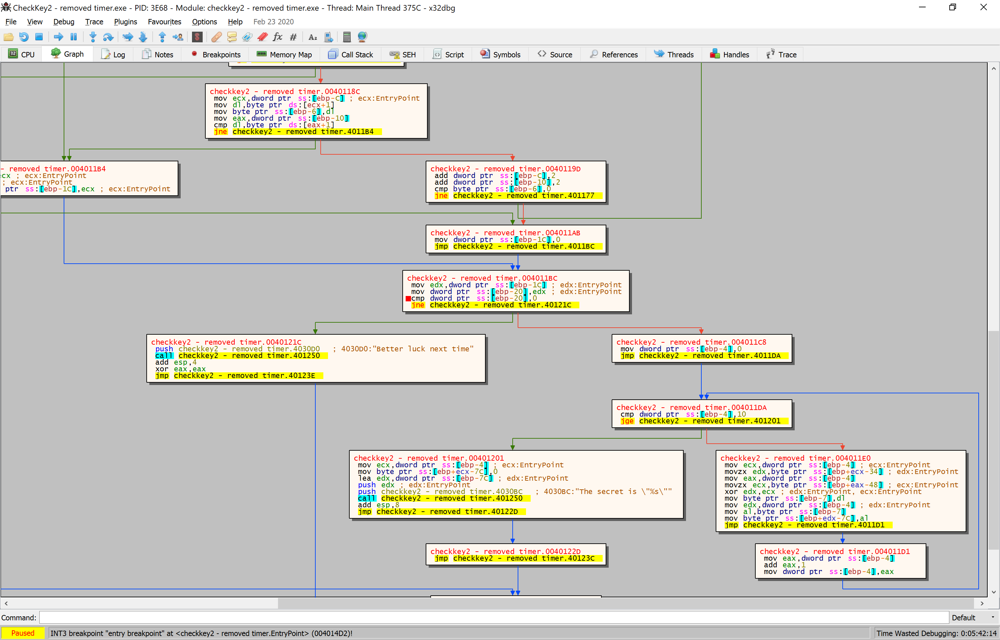 CheckKey2 - removed timer.exe - PID: 3E68 - Module: checkkey2 - removed timer.exe - Thread: Main Thread 375C - x32dbg
File View Debug Trace Plugins Favourites Options Help Feb 23 2020
CPU Graph Log Notes Breakpoints Memory Map Call Stack SEH Script Symbols Source References Threads Handles Trace
checkkey2 - removed timer.0040118C
mov ecx,dword ptr ss:[ebp-C] ; ecx:EntryPoint
mov dl,byte ptr ds:[ecx+1]
mov byte ptr ss:[ebp-6],dl
mov eax,dword ptr ss:[ebp-10]
cmp dl,byte ptr ds:[eax+1]
jne checkkey2 - removed timer.4011B4
- removed timer.004011B4
cx ; ecx:EntryPoint
; ecx:EntryPoint
ptr ss:[ebp-1C],ecx ; ecx:EntryPoint
checkkey2 - removed timer.0040119D
add dword ptr ss:[ebp-C],2
add dword ptr ss:[ebp-10],2
cmp byte ptr ss:[ebp-6],0
jne checkkey2 - removed timer.401177
checkkey2 - removed timer.004011AB
mov dword ptr ss:[ebp-1C],0
jmp checkkey2 - removed timer.4011BC
checkkey2 - removed timer.004011BC
mov edx,dword ptr ss:[ebp-1C] ; edx:EntryPoint
mov dword ptr ss:[ebp-20],edx ; edx:EntryPoint
cmp dword ptr ss:[ebp-20],0
jne checkkey2 - removed timer.40121C
checkkey2 - removed timer.0040121C
push checkkey2 - removed timer.4030D0 ; 4030D0:"Better luck next time"
call checkkey2 - removed timer.401250
add esp,4
xor eax,eax
jmp checkkey2 - removed timer.40123E
checkkey2 - removed timer.004011C8
mov dword ptr ss:[ebp-4],0
jmp checkkey2 - removed timer.4011DA
checkkey2 - removed timer.004011DA
cmp dword ptr ss:[ebp-4],10
jge checkkey2 - removed timer.401201
checkkey2 - removed timer.00401201
mov ecx,dword ptr ss:[ebp-4] ; ecx:EntryPoint
mov byte ptr ss:[ebp+ecx-7C],0
lea edx,dword ptr ss:[ebp-7C] ; edx:EntryPoint
push edx ; edx:EntryPoint
push checkkey2 - removed timer.4030BC ; 4030BC:"The secret is \"%s\""
call checkkey2 - removed timer.401250
add esp,8
jmp checkkey2 - removed timer.40122D
checkkey2 - removed timer.004011E0
mov ecx,dword ptr ss:[ebp-4] ; ecx:EntryPoint
movzx edx,byte ptr ss:[ebp+ecx-34] ; edx:EntryPoint
mov eax,dword ptr ss:[ebp-4]
movzx ecx,byte ptr ss:[ebp+eax-48] ; ecx:EntryPoint
xor edx,ecx ; edx:EntryPoint, ecx:EntryPoint
mov byte ptr ss:[ebp-7],dl
mov edx,dword ptr ss:[ebp-4] ; edx:EntryPoint
mov al,byte ptr ss:[ebp-7]
mov byte ptr ss:[ebp+edx-7C],al
jmp checkkey2 - removed timer.4011D1
checkkey2 - removed timer.0040122D
jmp checkkey2 - removed timer.40123C
checkkey2 - removed timer.004011D1
mov eax,dword ptr ss:[ebp-4]
add eax,1
mov dword ptr ss:[ebp-4],eax
Command: Default
Paused INT3 breakpoint "entry breakpoint" at <checkkey2 - removed timer.EntryPoint> (004014D2)! Time Wasted Debugging: 0:05:42:14